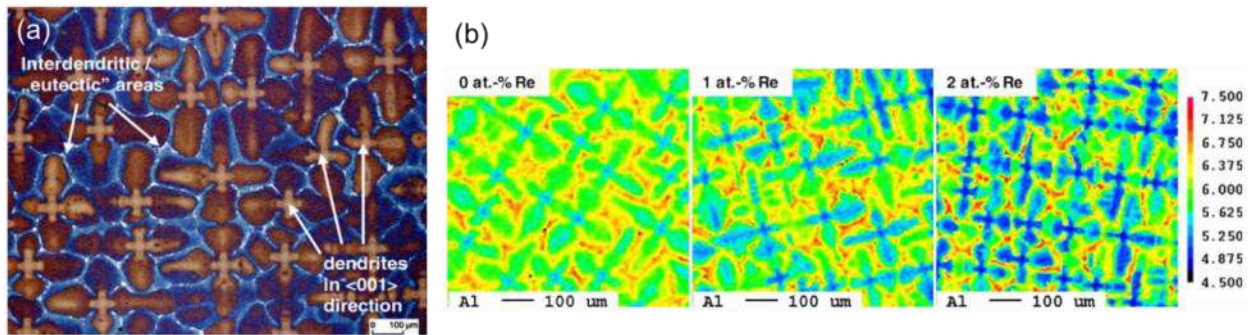 (a)
Interdendritic /
„eutectic” areas
dendrites
In <001>
direction
0 100 µm
(b)
0 at.-% Re
1 at.-% Re
2 at.-% Re
7.500
7.125
6.750
6.375
6.000
5.625
5.250
4.875
4.500
Al 100 um
Al 100 um
Al 100 um